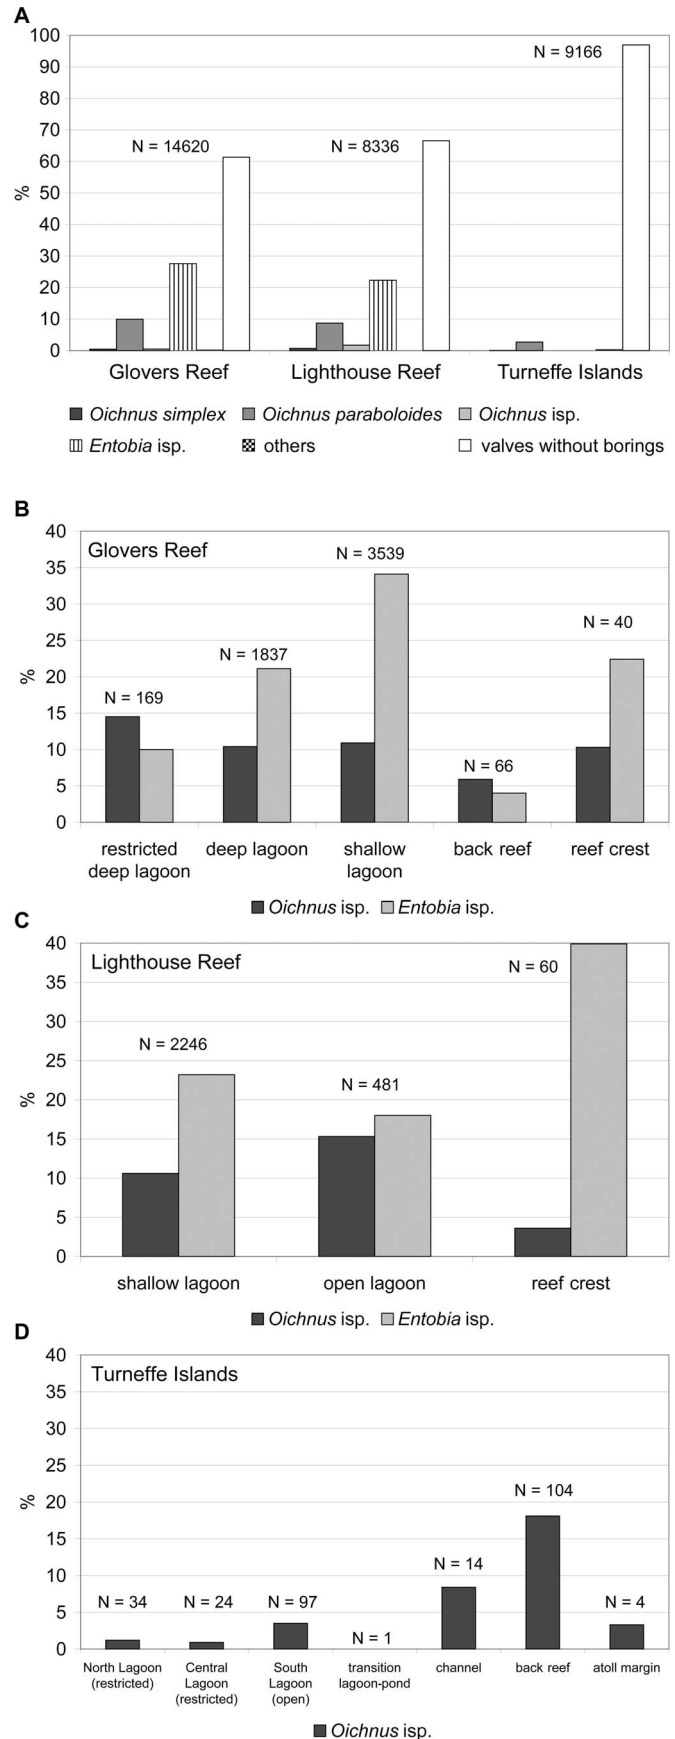 A
100
90
80
70
60
50
40
30
20
10
0
%
N = 14620
N = 8336
N = 9166
Glovers Reef
Lighthouse Reef
Turneffe Islands
Oichnus simplex
Oichnus paraboloides
Oichnus isp.
Entobia isp.
others
valves without borings
B
40
35
30
25
20
15
10
5
0
%
Glovers Reef
N = 169
N = 1837
N = 3539
N = 66
N = 40
restricted
deep lagoon
deep lagoon
shallow
lagoon
back reef
reef crest
Oichnus isp.
Entobia isp.
C
40
35
30
25
20
15
10
5
0
%
Lighthouse Reef
N = 2246
N = 481
N = 60
shallow lagoon
open lagoon
reef crest
Oichnus isp.
Entobia isp.
D
40
35
30
25
20
15
10
5
0
%
Turneffe Islands
N = 34
N = 24
N = 97
N = 1
N = 14
N = 104
N = 4
North Lagoon
(restricted)
Central
Lagoon
(restricted)
South
Lagoon
(open)
transition
lagoon-pond
channel
back reef
atoll margin
Oichnus isp.